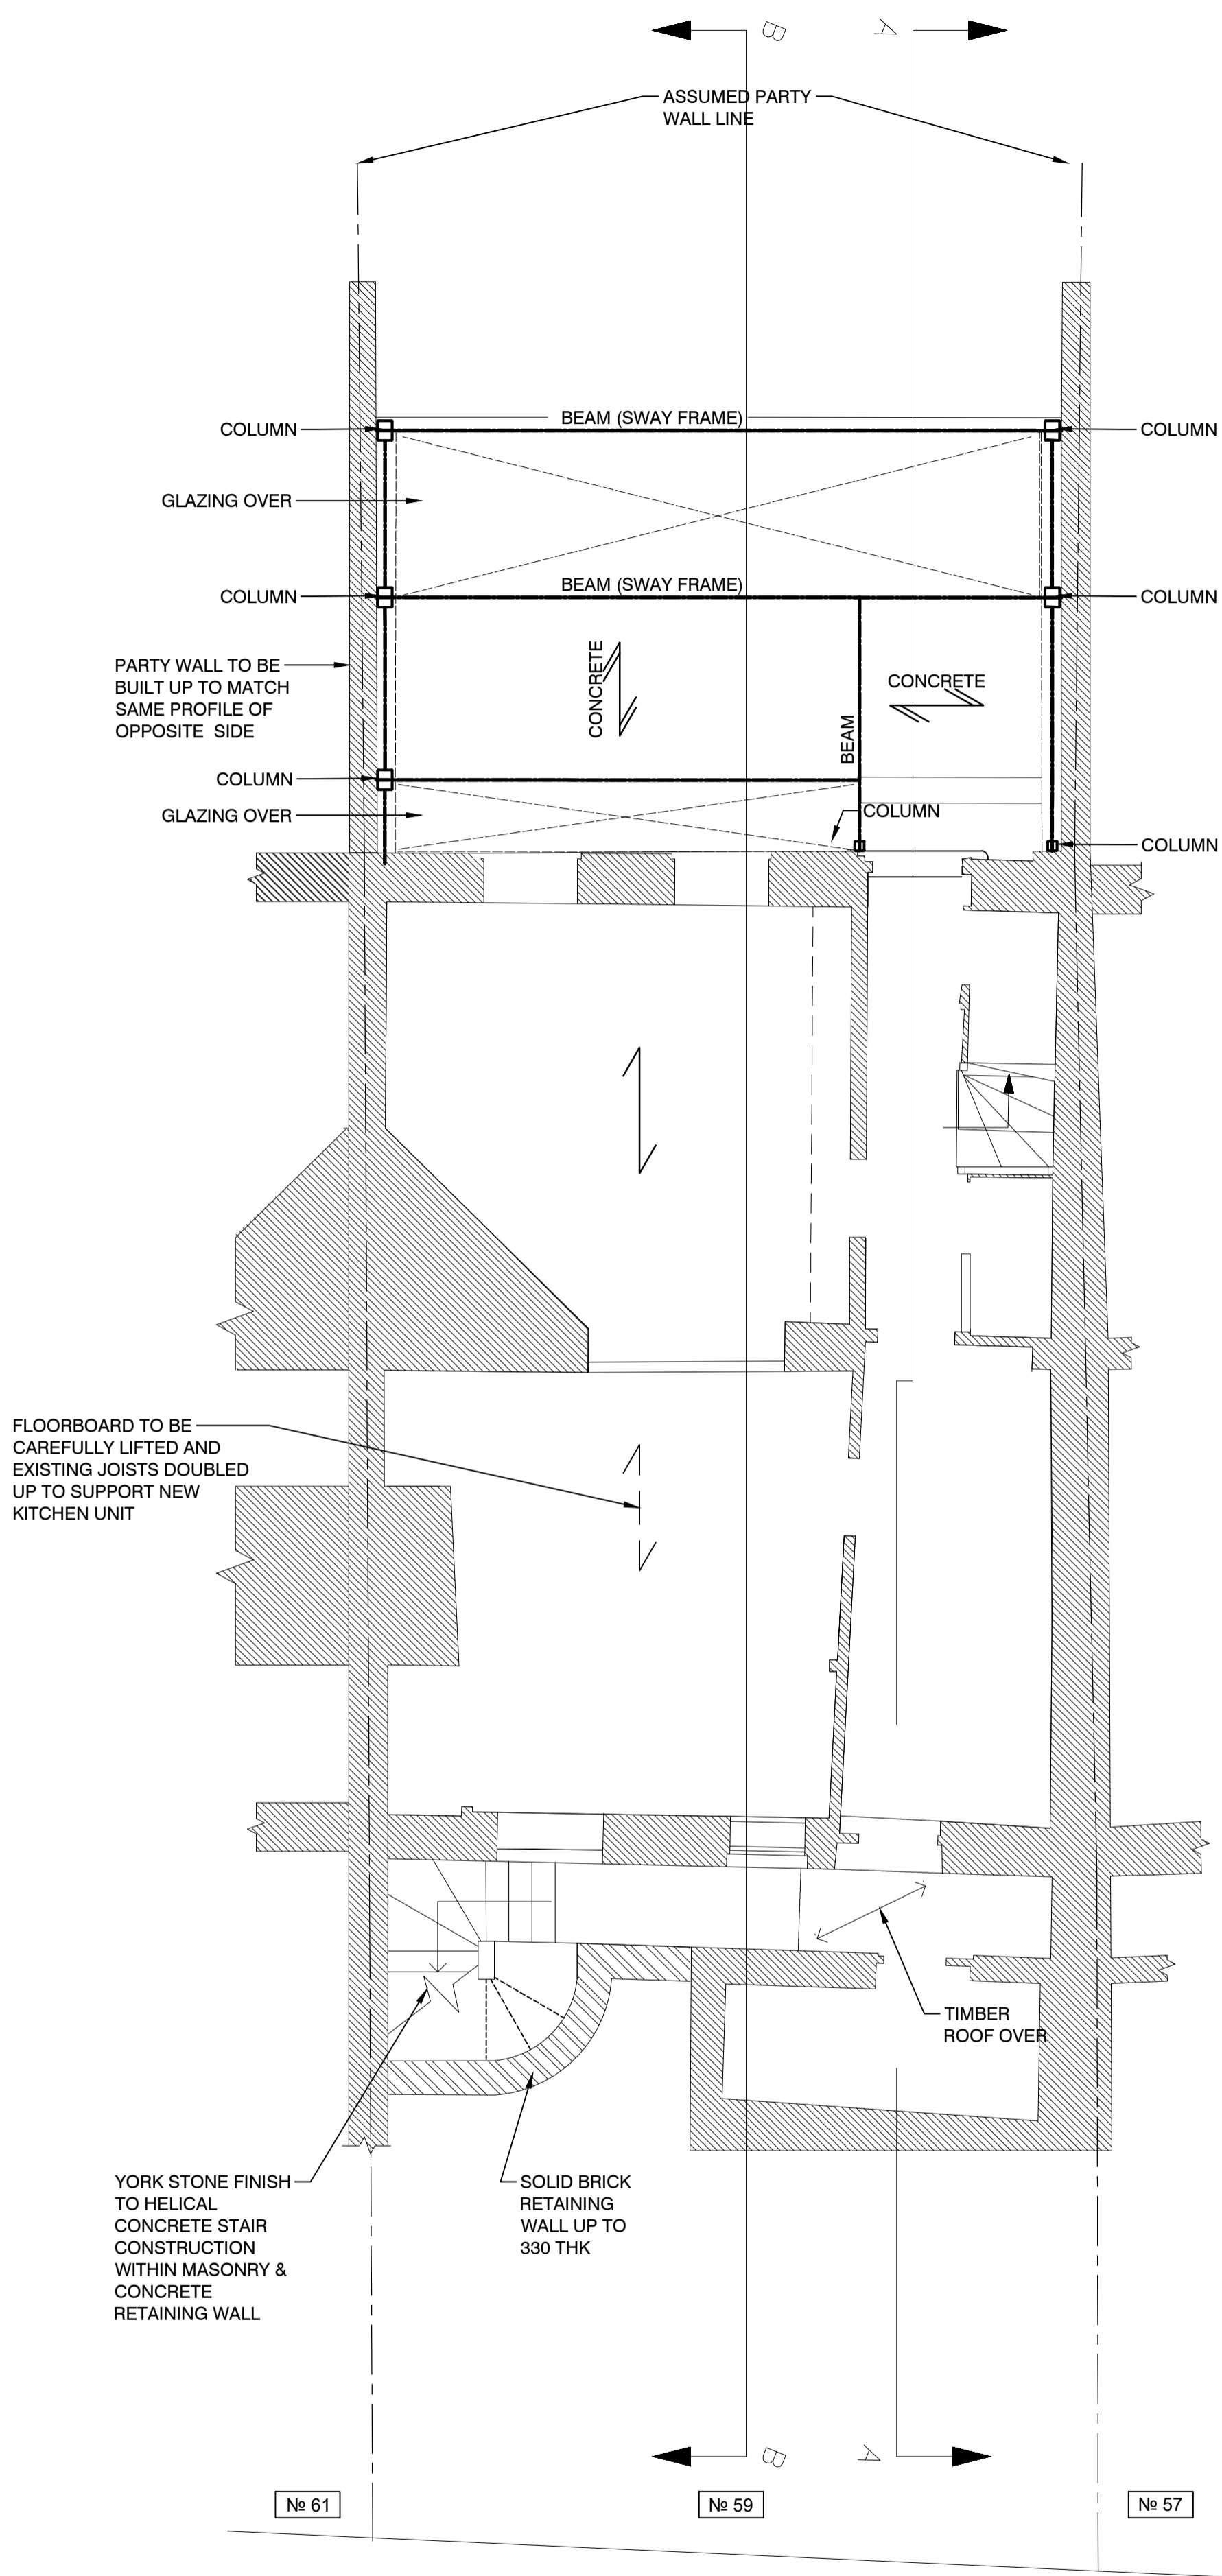 B
A
ASSUMED PARTY
WALL LINE
BEAM (SWAY FRAME)
COLUMN
COLUMN
GLAZING OVER
BEAM (SWAY FRAME)
COLUMN
COLUMN
PARTY WALL TO BE
BUILT UP TO MATCH
SAME PROFILE OF
OPPOSITE SIDE
CONCRETE
CONCRETE
BEAM
COLUMN
GLAZING OVER
COLUMN
COLUMN
FLOORBOARD TO BE
CAREFULLY LIFTED AND
EXISTING JOISTS DOUBLED
UP TO SUPPORT NEW
KITCHEN UNIT
TIMBER
ROOF OVER
YORK STONE FINISH
TO HELICAL
CONCRETE STAIR
CONSTRUCTION
WITHIN MASONRY &
CONCRETE
RETAINING WALL
SOLID BRICK
RETAINING
WALL UP TO
330 THK
B
A
№ 61
№ 59
№ 57